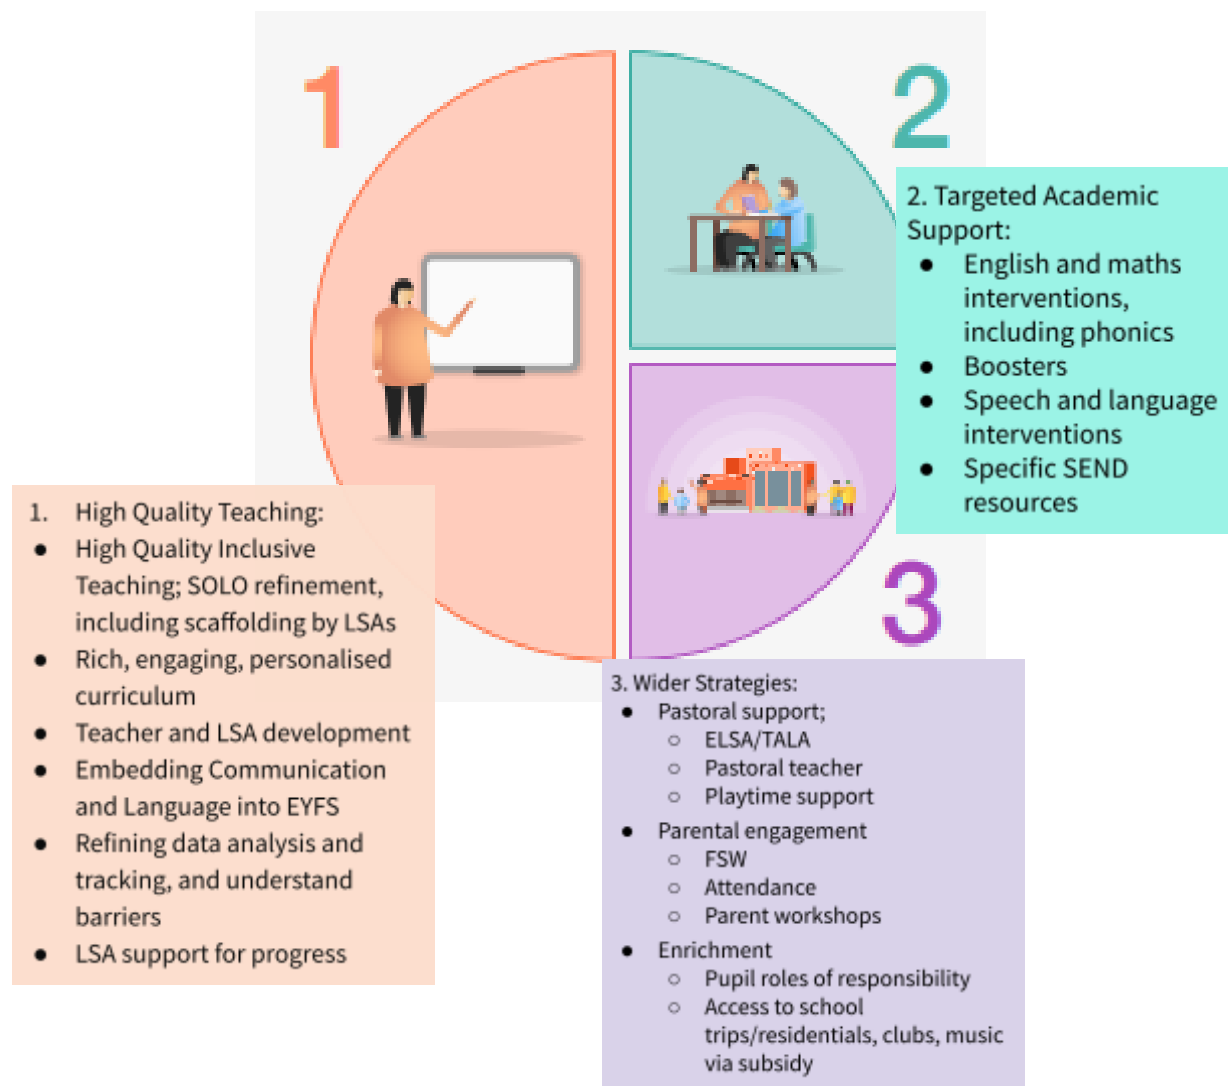 1
2
2. Targeted Academic
Support:
● English and maths
interventions,
including phonics
● Boosters
● Speech and language
interventions
● Specific SEND
resources
1. High Quality Teaching:
● High Quality Inclusive
Teaching; SOLO refinement,
including scaffolding by LSAs
● Rich, engaging, personalised
curriculum
● Teacher and LSA development
● Embedding Communication
and Language into EYFS
● Refining data analysis and
tracking, and understand
barriers
● LSA support for progress
3
3. Wider Strategies:
● Pastoral support;
○ ELSA/TALA
○ Pastoral teacher
○ Playtime support
● Parental engagement
○ FSW
○ Attendance
○ Parent workshops
● Enrichment
○ Pupil roles of responsibility
○ Access to school
trips/residentials, clubs, music
via subsidy